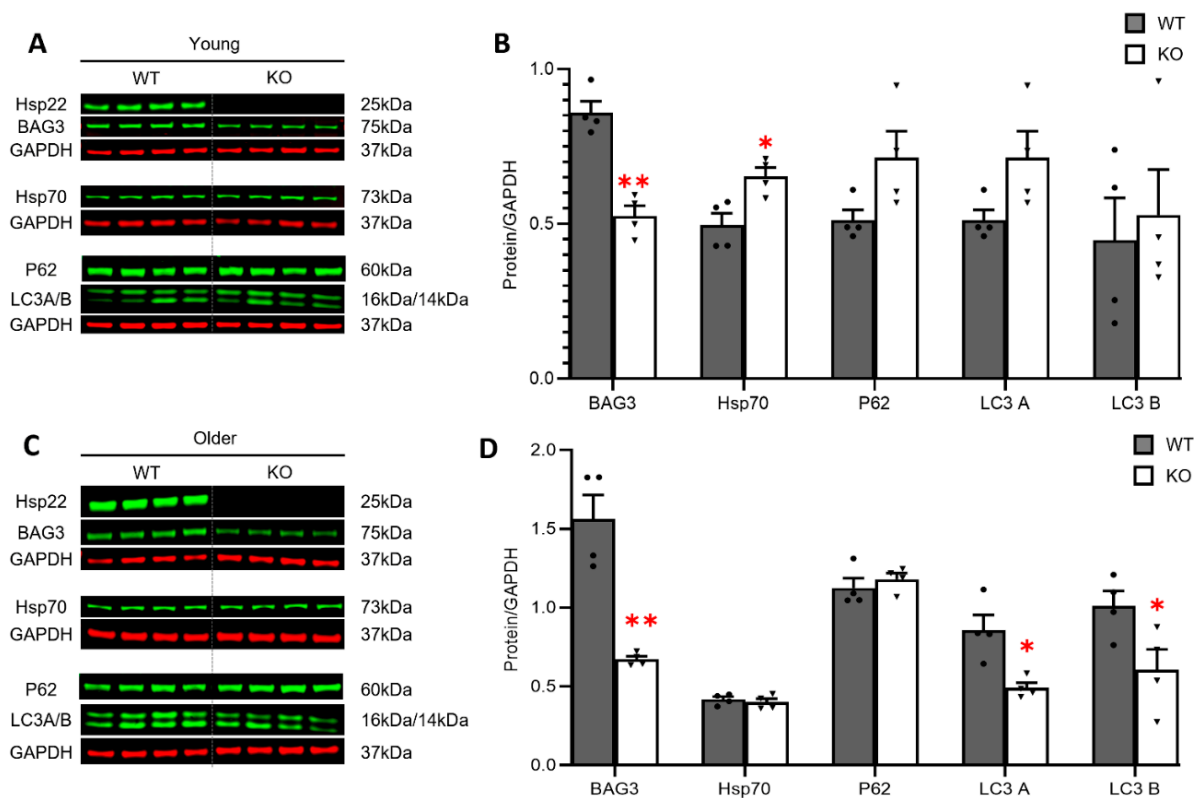 A
Young
WT KO
Hsp22 25kDa
BAG3 75kDa
GAPDH 37kDa
Hsp70 73kDa
GAPDH 37kDa
P62 60kDa
LC3A/B 16kDa/14kDa
GAPDH 37kDa
B
WT
KO
Protein/GAPDH
1.0
0.5
0.0
** *
BAG3 Hsp70 P62 LC3 A LC3 B
C
Older
WT KO
Hsp22 25kDa
BAG3 75kDa
GAPDH 37kDa
Hsp70 73kDa
GAPDH 37kDa
P62 60kDa
LC3A/B 16kDa/14kDa
GAPDH 37kDa
D
WT
KO
Protein/GAPDH
2.0
1.5
1.0
0.5
0.0
** * *
BAG3 Hsp70 P62 LC3 A LC3 B